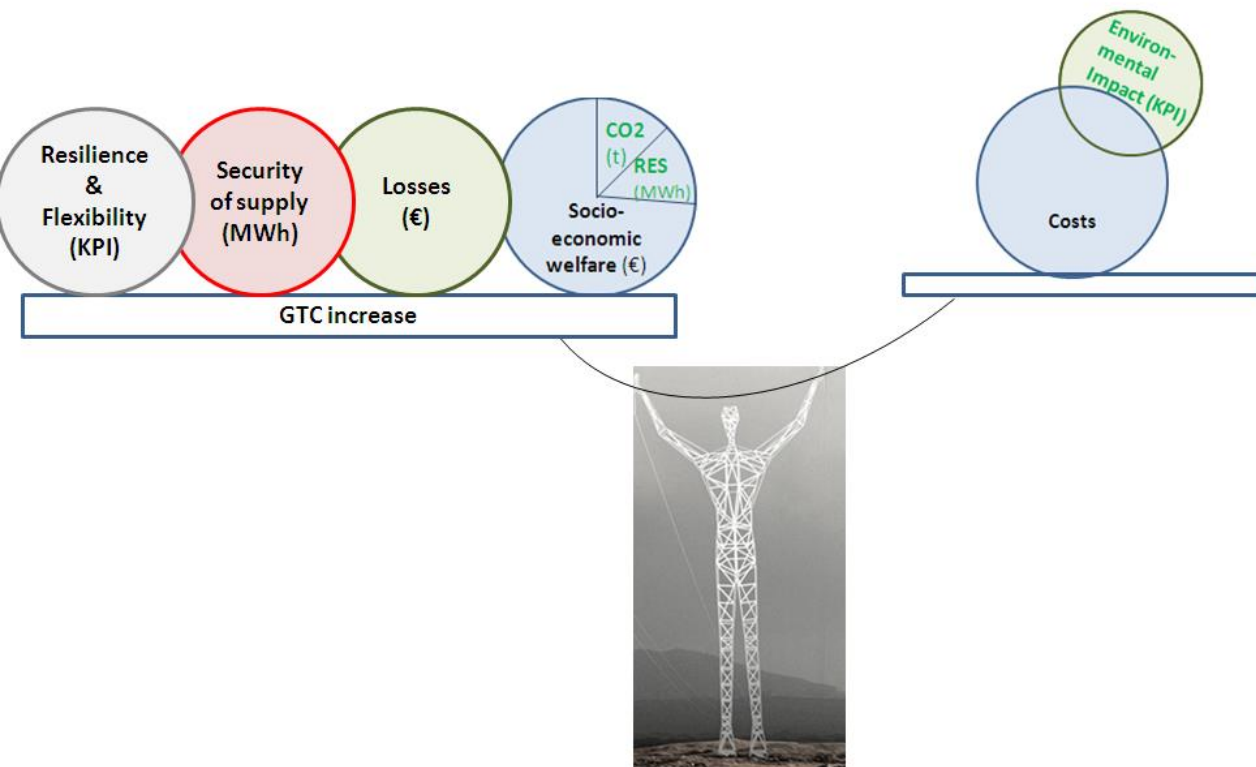 Resilience
&
Flexibility
(KPI)
Security
of supply
(MWh)
Losses
(€)
CO2
(t)
RES
(MWh)
Socio-
economic
welfare (€)
GTC increase
Environ-
mental
Impact (KPI)
Costs